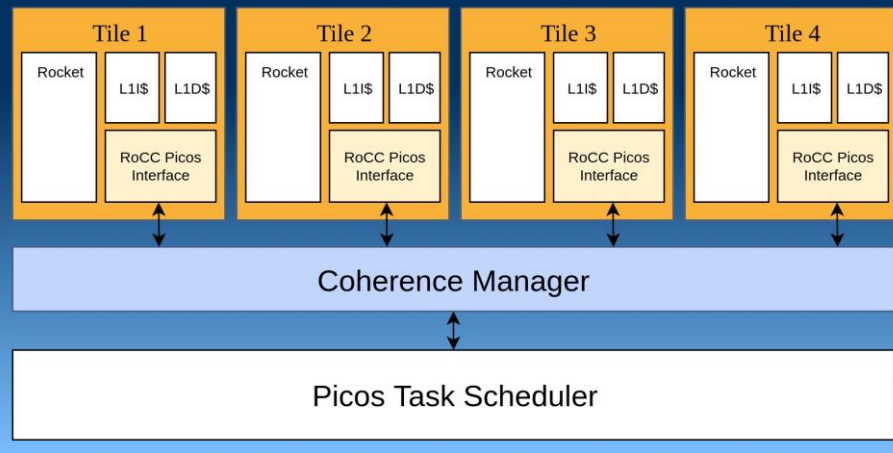 Tile 1
Rocket
L1I$
L1D$
RoCC Picos
Interface
Tile 2
Rocket
L1I$
L1D$
RoCC Picos
Interface
Tile 3
Rocket
L1I$
L1D$
RoCC Picos
Interface
Tile 4
Rocket
L1I$
L1D$
RoCC Picos
Interface
Coherence Manager
Picos Task Scheduler